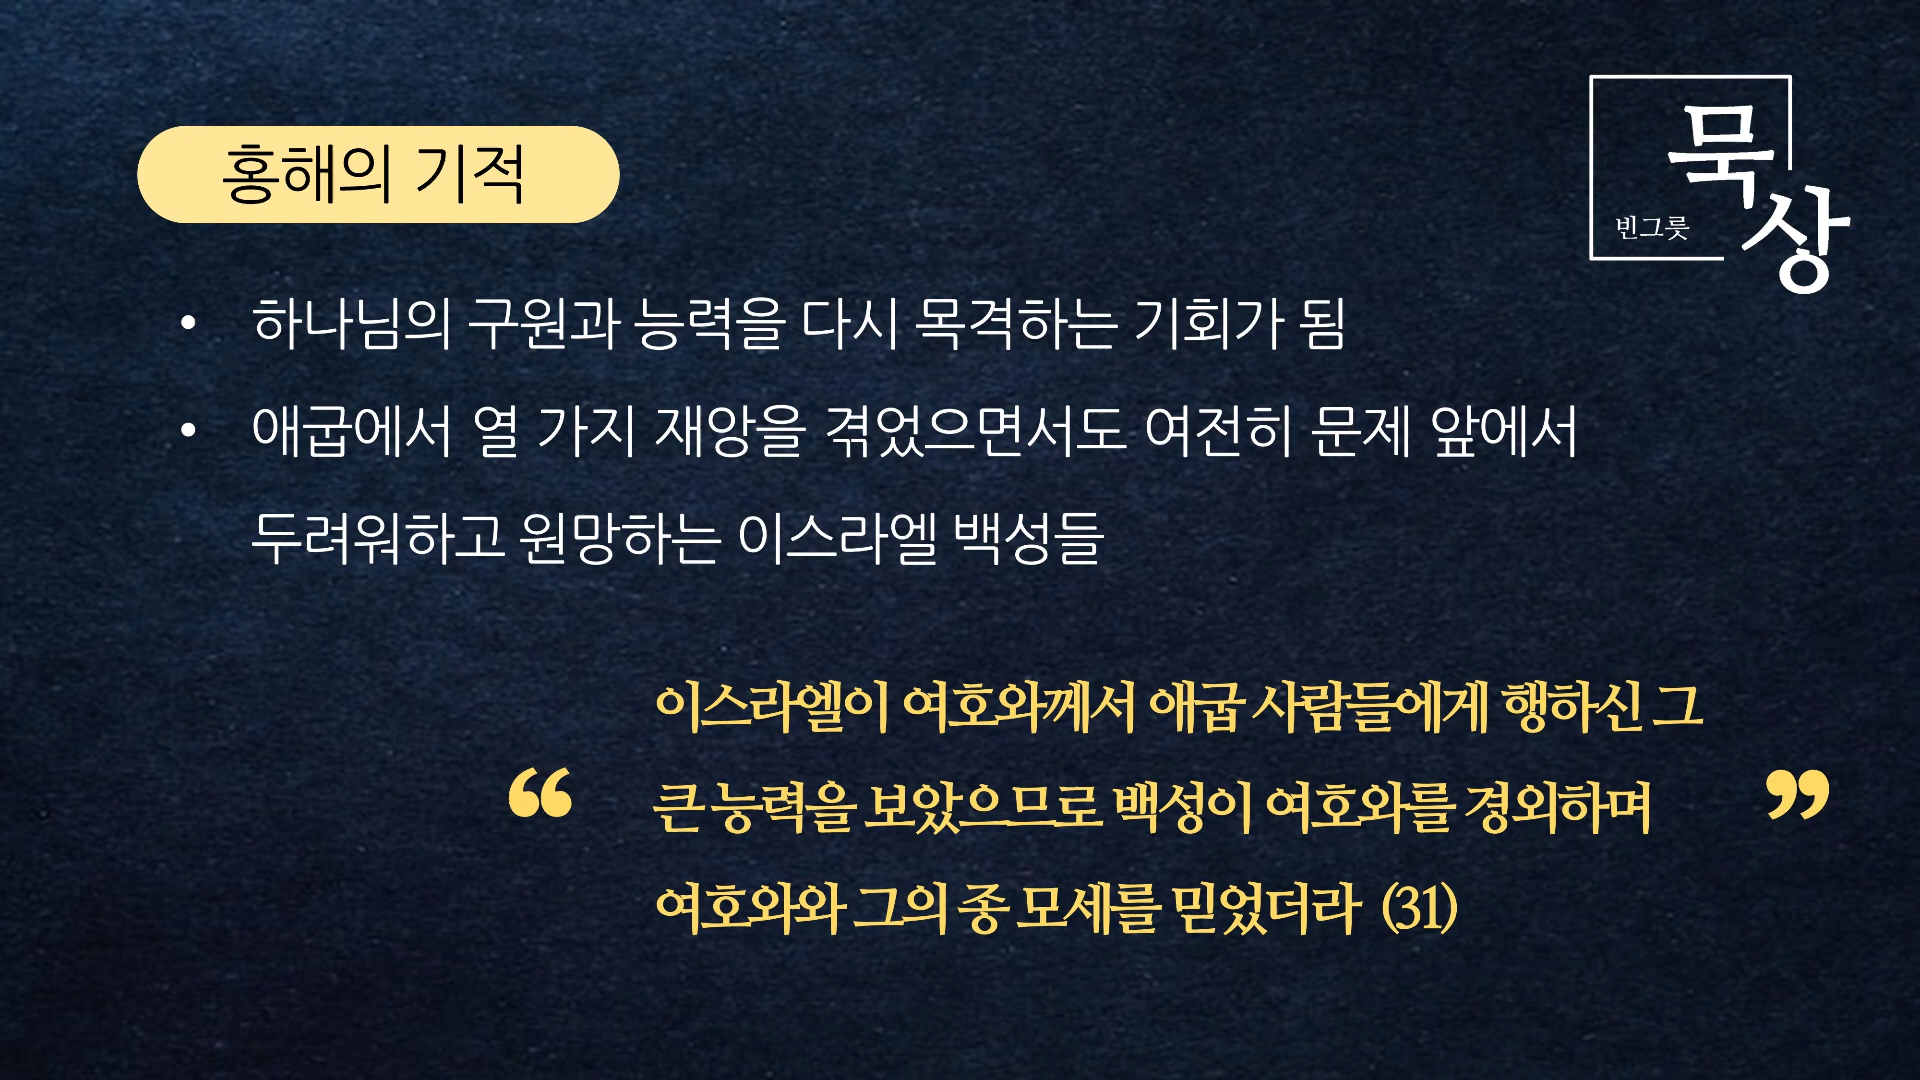 홍해의 기적
묵상
빈그릇
• 하나님의 구원과 능력을 다시 목격하는 기회가 됨
• 애굽에서 열 가지 재앙을 겪었으면서도 여전히 문제 앞에서
두려워하고 원망하는 이스라엘 백성들
이스라엘이 여호와께서 애굽 사람들에게 행하신 그
“ 큰 능력을 보았으므로 백성이 여호와를 경외하며 ”
여호와와 그의 종 모세를 믿었더라 (31)